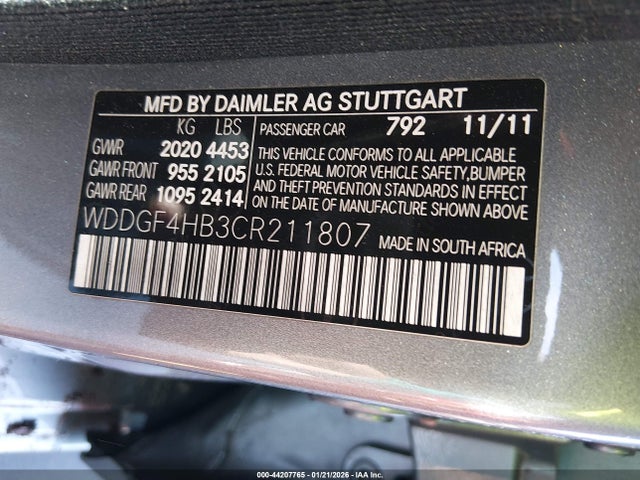 MFD BY DAIMLER AG STUTTGART
KG LBS
GVWR 2020 4453
GAWR FRONT 955 2105
GAWR REAR 1095 2414
PASSENGER CAR 792 11/11
THIS VEHICLE CONFORMS TO ALL APPLICABLE
U.S. FEDERAL MOTOR VEHICLE SAFETY,BUMPER
AND THEFT PREVENTION STANDARDS IN EFFECT
ON THE DATE OF MANUFACTURE SHOWN ABOVE
WDDGF4HB3CR211807 MADE IN SOUTH AFRICA
000-44207765 - 01/21/2026 - IAA Inc.